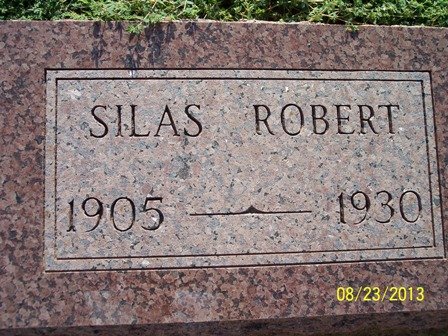 SILAS ROBERT
1905 — 1930
08/23/2013